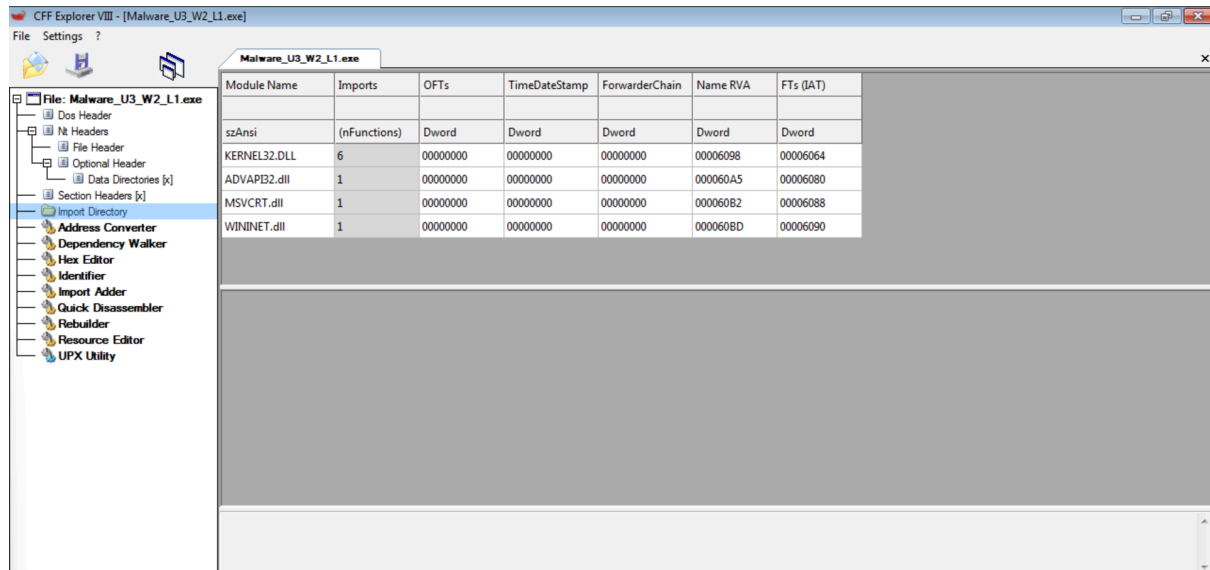 CFF Explorer VIII - [Malware_U3_W2_L1.exe]
File Settings ?
Malware_U3_W2_L1.exe
x
File: Malware_U3_W2_L1.exe
Dos Header
Nt Headers
File Header
Optional Header
Data Directories [x]
Section Headers [x]
Import Directory
Address Converter
Dependency Walker
Hex Editor
Identifier
Import Adder
Quick Disassembler
Rebuilder
Resource Editor
UPX Utility
Module Name Imports OFTs TimeDateStamp ForwarderChain Name RVA FTs (IAT)
szAnsi (nFunctions) Dword Dword Dword Dword Dword
KERNEL32.DLL 6 00000000 00000000 00000000 00006098 00006064
ADVAPI32.dll 1 00000000 00000000 00000000 000060A5 00006080
MSVCRT.dll 1 00000000 00000000 00000000 000060B2 00006088
WININET.dll 1 00000000 00000000 00000000 000060BD 00006090